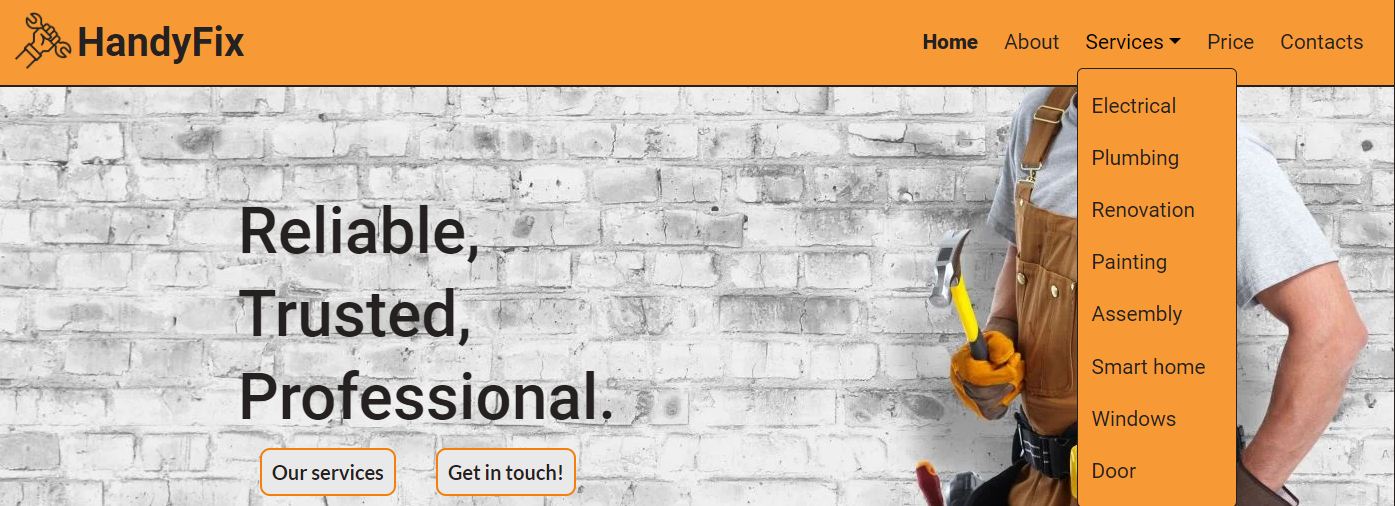 HandyFix
Home About Services Price Contacts
Electrical
Plumbing
Renovation
Painting
Assembly
Smart home
Windows
Door
Reliable,
Trusted,
Professional.
Our services Get in touch!